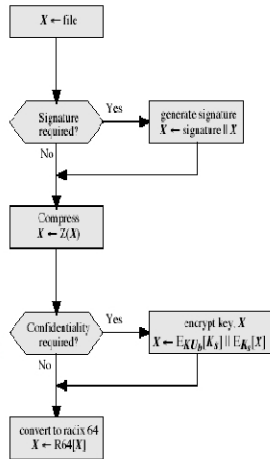 X ← file
Signature
required?
Yes
generate signature
X ← signature || X
No
Compress
X ← Z(X)
Confidentiality
required?
Yes
encrypt key, X
X ← E_KUb[K_s] || E_Ks[X]
No
convert to radix 64
X ← R64[X]